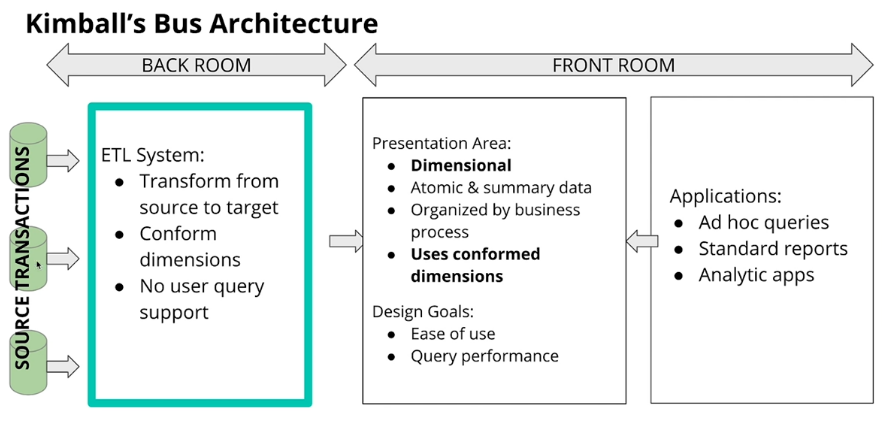 Kimball's Bus Architecture
BACK ROOM
FRONT ROOM
SOURCE TRANSACTIONS
ETL System:
● Transform from
source to target
● Conform
dimensions
● No user query
support
Presentation Area:
● Dimensional
● Atomic & summary data
● Organized by business
process
● Uses conformed
dimensions
Design Goals:
● Ease of use
● Query performance
Applications:
● Ad hoc queries
● Standard reports
● Analytic apps